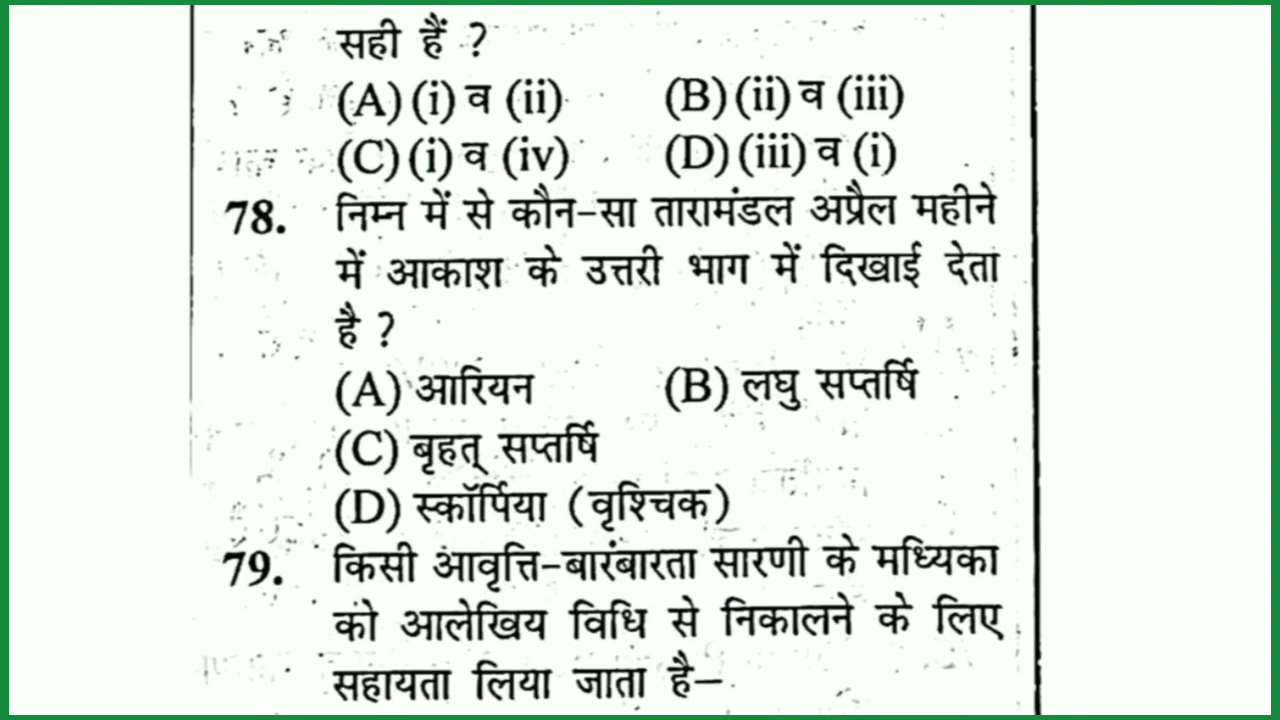 सही हैं ?
(A) (i) व (ii) (B) (ii) व (iii)
(C) (i) व (iv) (D) (iii) व (i)
78. निम्न में से कौन-सा तारामंडल अप्रैल महीने
में आकाश के उत्तरी भाग में दिखाई देता
है ?
(A) आरियन (B) लघु सप्तर्षि
(C) बृहत् सप्तर्षि
(D) स्कॉर्पिया (वृश्चिक)
79. किसी आवृत्ति-बारंबारता सारणी के मध्यिका
को आलेखिय विधि से निकालने के लिए
सहायता लिया जाता है–